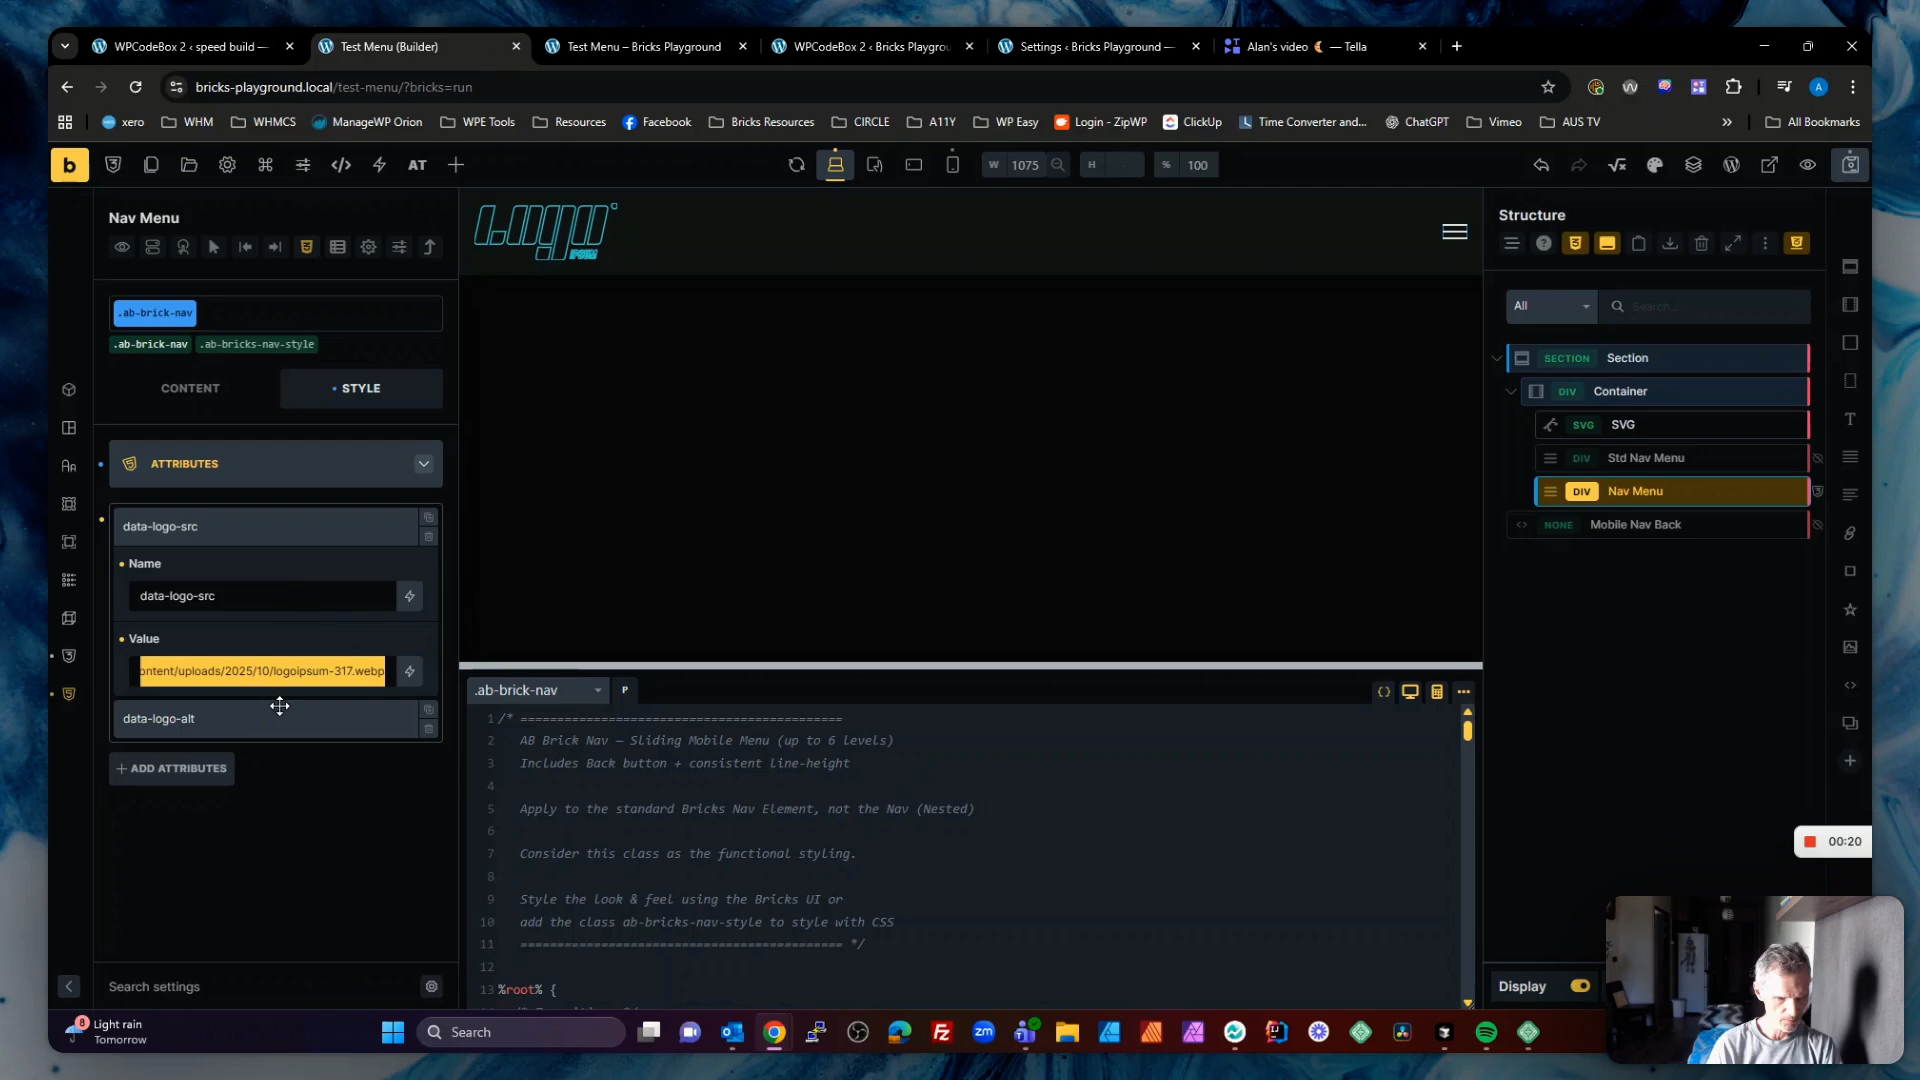 WPCodeBox 2 ‹ speed build —
Test Menu (Builder)
Test Menu – Bricks Playground
WPCodeBox 2 ‹ Bricks Playgrou
Settings ‹ Bricks Playground —
Alan's video 🌘 — Tella
bricks-playground.local/test-menu/?bricks=run
xero
WHM
WHMCS
ManageWP Orion
WPE Tools
Resources
Facebook
Bricks Resources
CIRCLE
A11Y
WP Easy
Login - ZipWP
ClickUp
Time Converter and...
ChatGPT
Vimeo
AUS TV
All Bookmarks
b
AT
W 1075
H
% 100
Nav Menu
.ab-brick-nav
.ab-brick-nav .ab-bricks-nav-style
CONTENT
STYLE
ATTRIBUTES
data-logo-src
Name
data-logo-src
Value
ontent/uploads/2025/10/logoipsum-317.webp
data-logo-alt
+ ADD ATTRIBUTES
Search settings
LOGO
IPSUM
.ab-brick-nav
P
1 /* ==========================================
2 AB Brick Nav – Sliding Mobile Menu (up to 6 levels)
3 Includes Back button + consistent line-height
4
5 Apply to the standard Bricks Nav Element, not the Nav (Nested)
6
7 Consider this class as the functional styling.
8
9 Style the Look & feel using the Bricks UI or
10 add the class ab-bricks-nav-style to style with CSS
11 ========================================== */
12
13 %root% {
Structure
All
Search...
SECTION Section
DIV Container
SVG SVG
DIV Std Nav Menu
DIV Nav Menu
NONE Mobile Nav Back
Display
00:20
8
Light rain
Tomorrow
Search